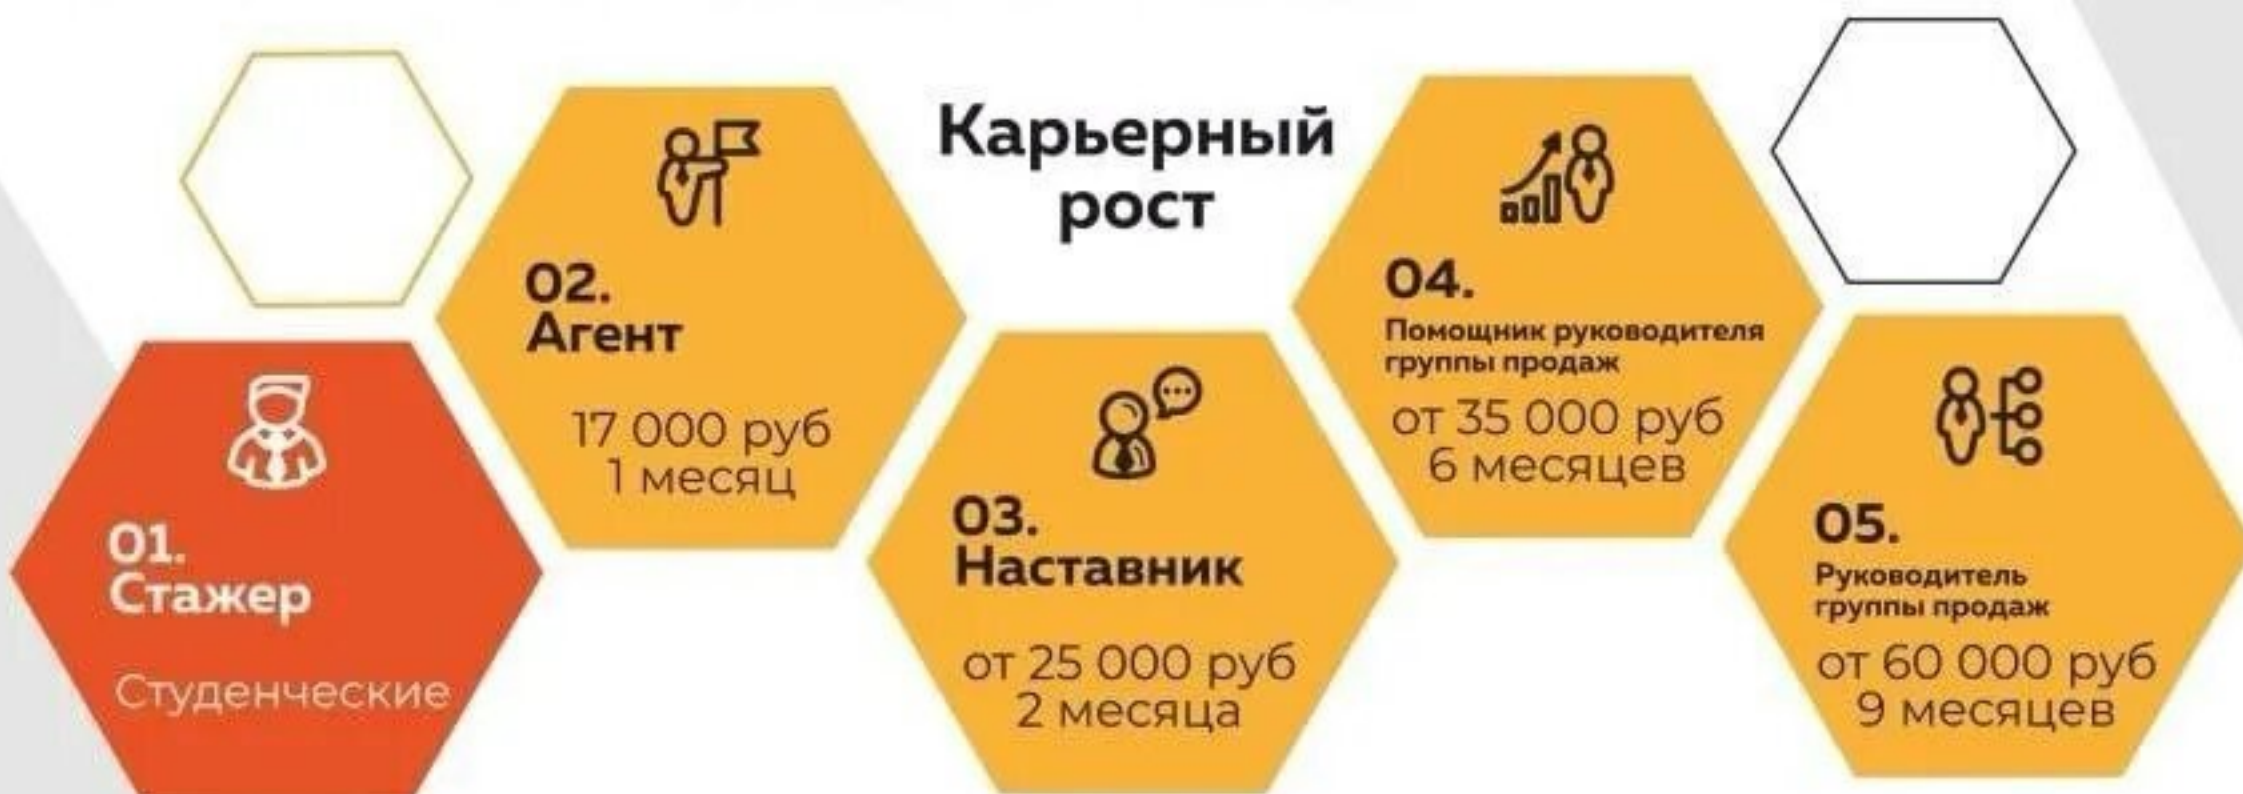 Карьерный
рост
01.
Стажер
Студенческие
02.
Агент
17 000 руб
1 месяц
03.
Наставник
от 25 000 руб
2 месяца
04.
Помощник руководителя
группы продаж
от 35 000 руб
6 месяцев
05.
Руководитель
группы продаж
от 60 000 руб
9 месяцев